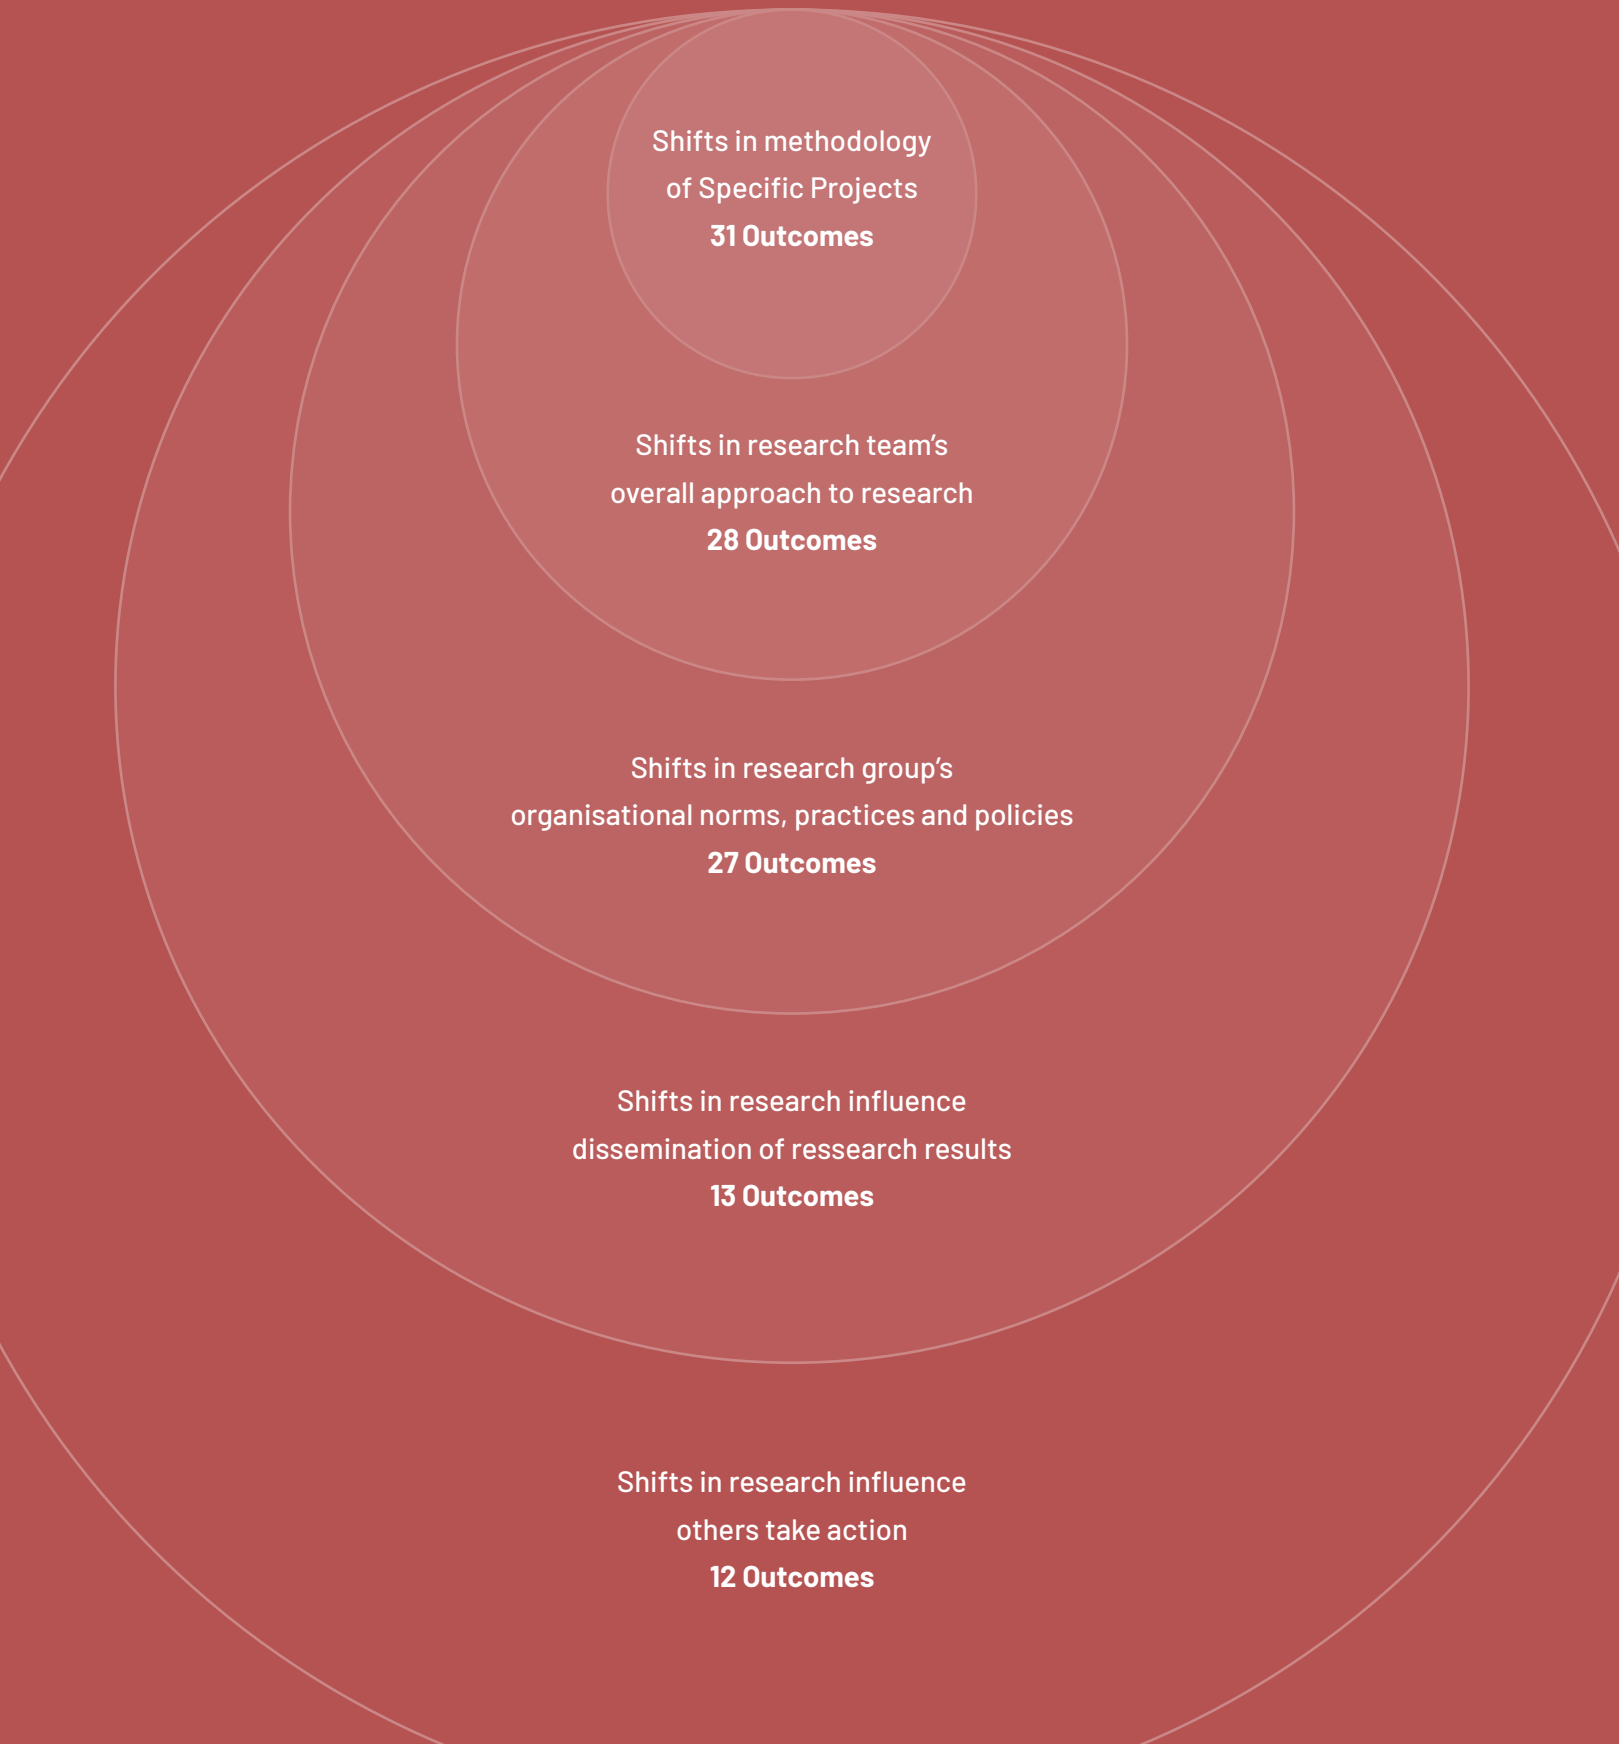 Shifts in methodology
of Specific Projects
31 Outcomes
Shifts in research team’s
overall approach to research
28 Outcomes
Shifts in research group’s
organisational norms, practices and policies
27 Outcomes
Shifts in research influence
dissemination of ressearch results
13 Outcomes
Shifts in research influence
others take action
12 Outcomes